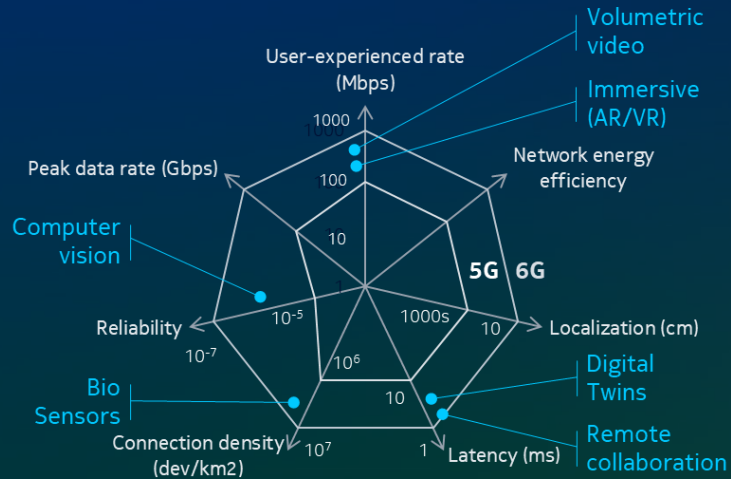 Volumetric
video
User-experienced rate
(Mbps)
Immersive
(AR/VR)
1000
1000
Network energy
efficiency
Peak data rate (Gbps)
100
Computer
vision
10
5G 6G
1
Reliability
10-5
1000s
10
Localization (cm)
10-7
10⁶
Digital
Twins
Bio
Sensors
10
Connection density
(dev/km2)
10⁷
1
Latency (ms)
Remote
collaboration